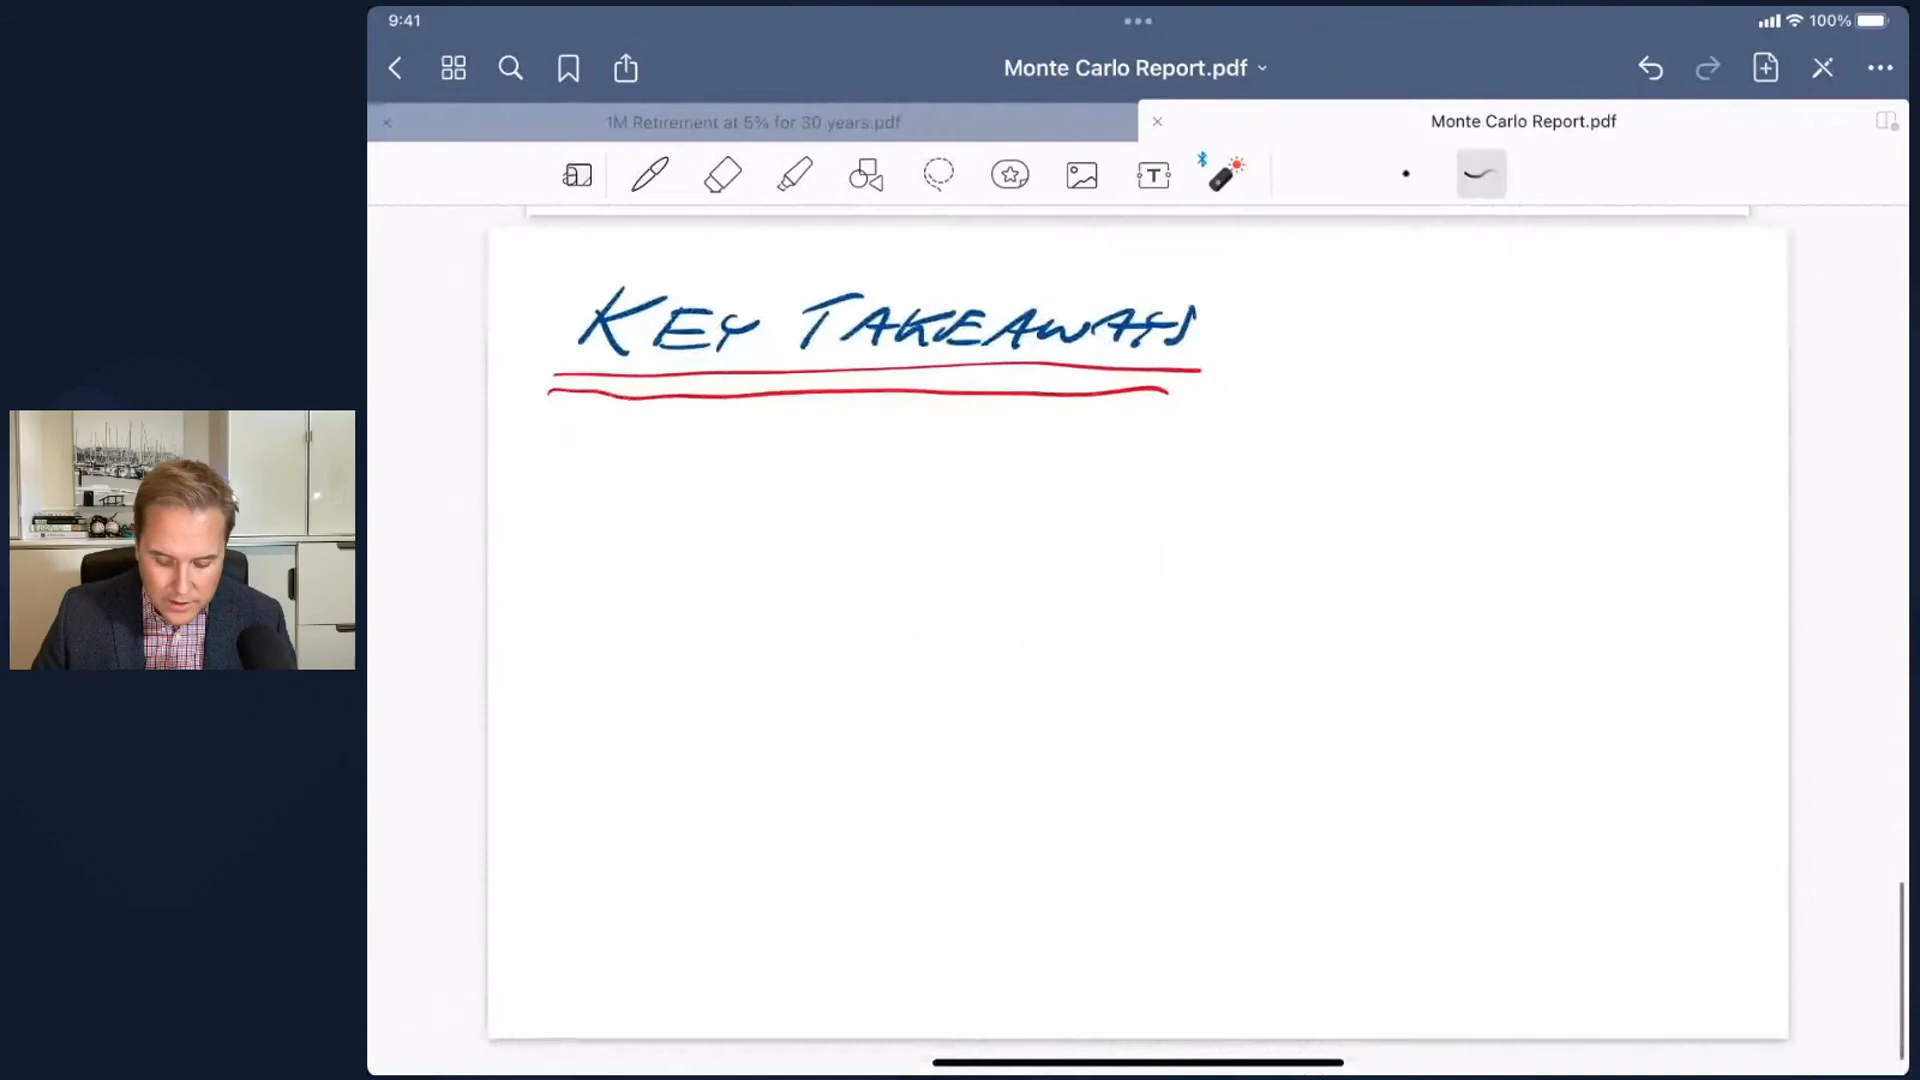 9:41
100%
Monte Carlo Report.pdf
1M Retirement at 5% for 30 years.pdf
Monte Carlo Report.pdf
T
KEY TAKEAWAYS